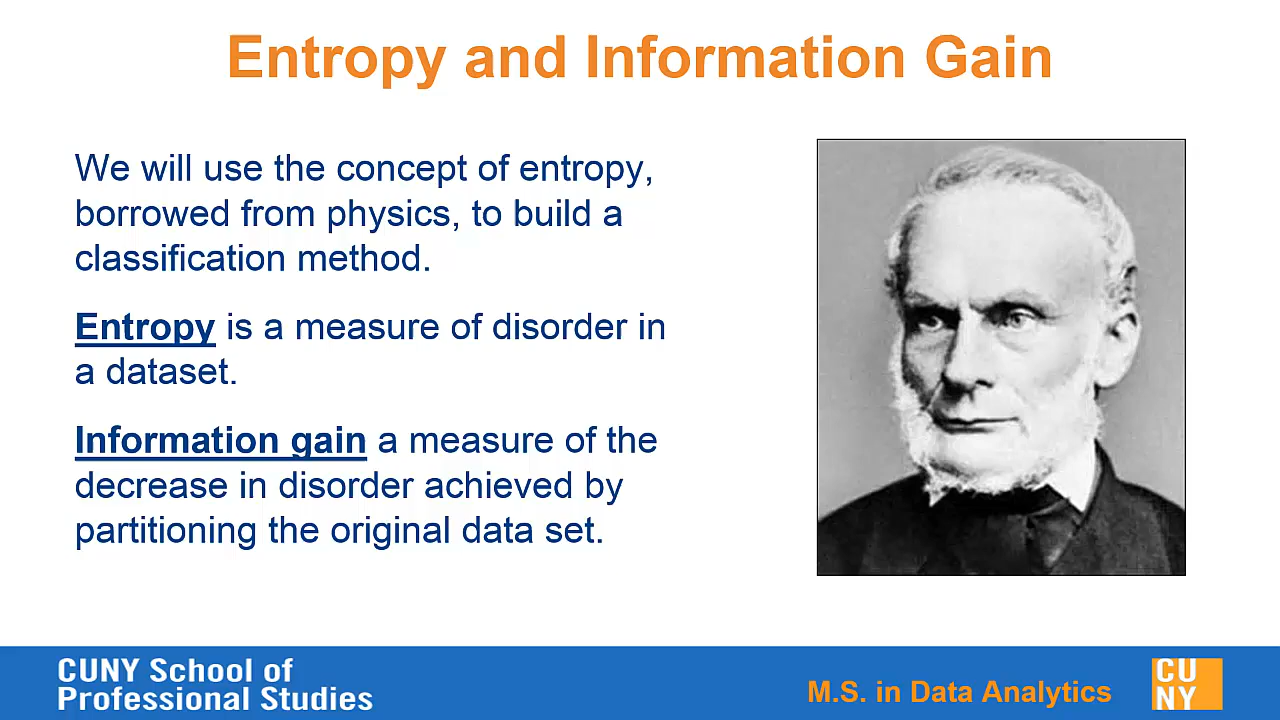 Entropy and Information Gain
We will use the concept of entropy,
borrowed from physics, to build a
classification method.
Entropy is a measure of disorder in
a dataset.
Information gain a measure of the
decrease in disorder achieved by
partitioning the original data set.
CUNY School of
Professional Studies
M.S. in Data Analytics
CU
NY